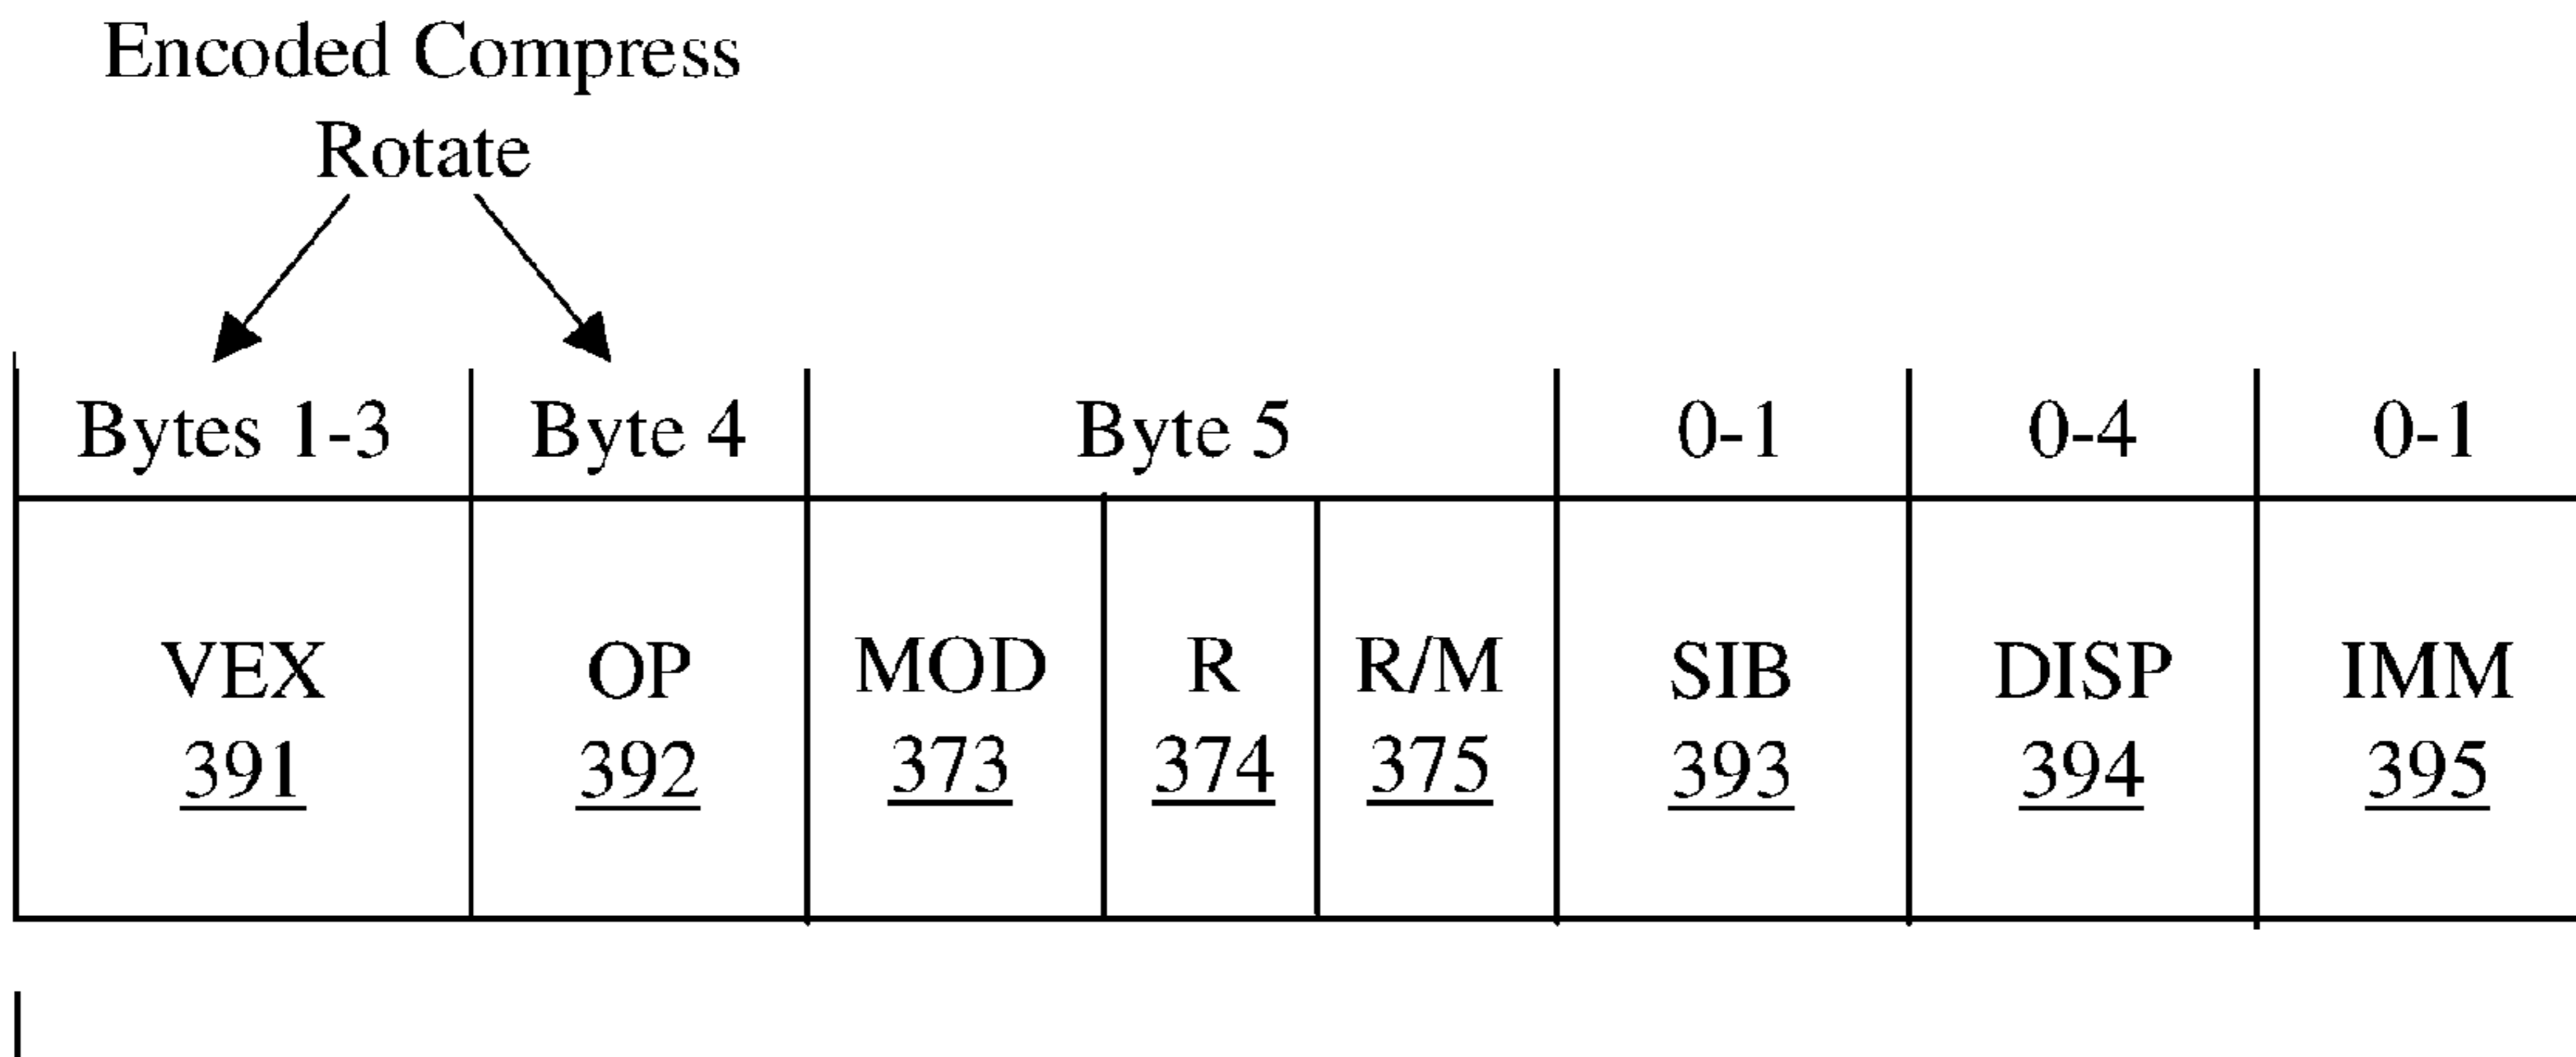 Encoded Compress
Rotate
Bytes 1-3 Byte 4 Byte 5 0-1 0-4 0-1
VEX OP MOD R R/M SIB DISP IMM
391 392 373 374 375 393 394 395